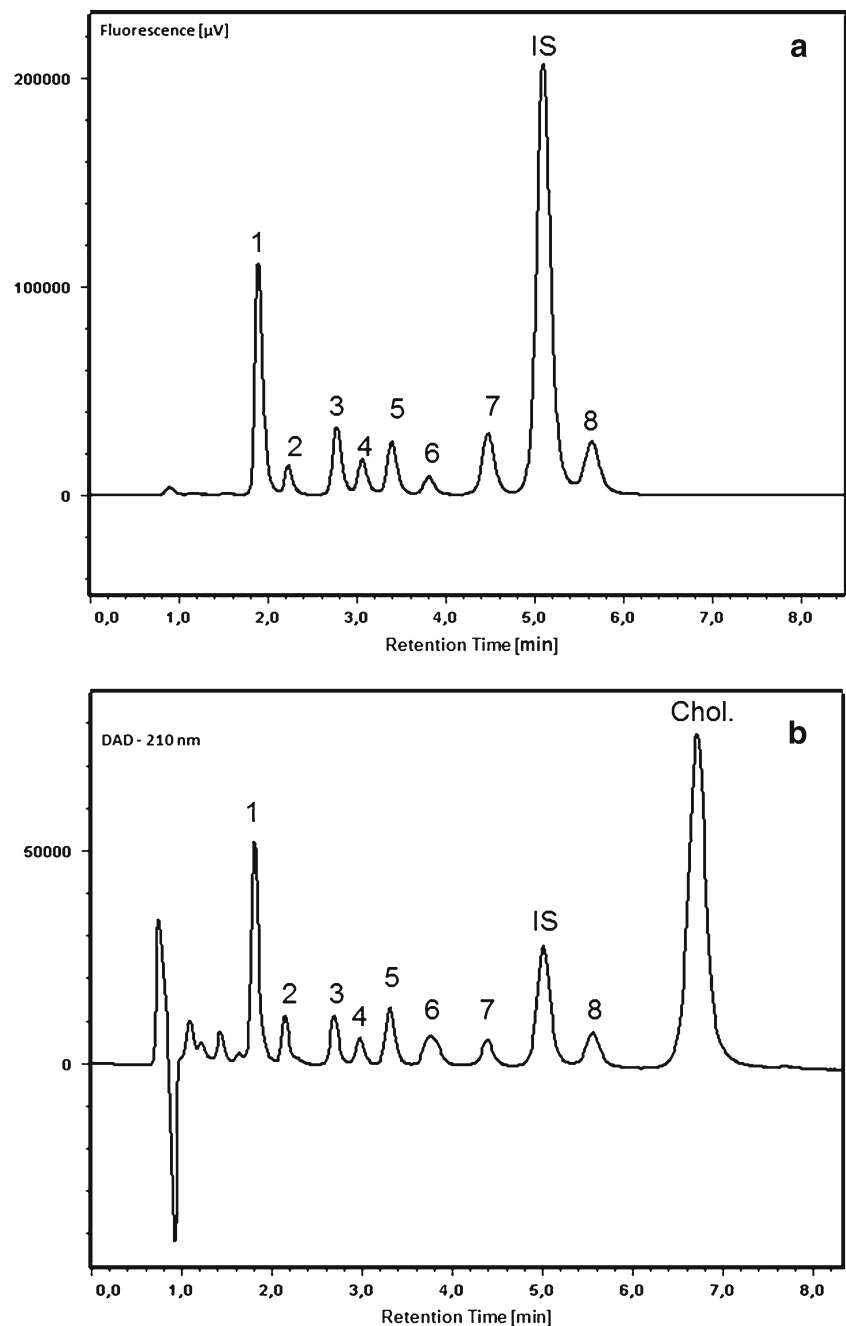 Fluorescence [µV]
a
IS
200000
1
100000
3
5
7
8
2
4
6
0
0,0 1,0 2,0 3,0 4,0 5,0 6,0 7,0 8,0
Retention Time [min]
Chol.
b
DAD - 210 nm
1
50000
IS
5
2
3
4
6
7
8
0
0,0 1,0 2,0 3,0 4,0 5,0 6,0 7,0 8,0
Retention Time [min]